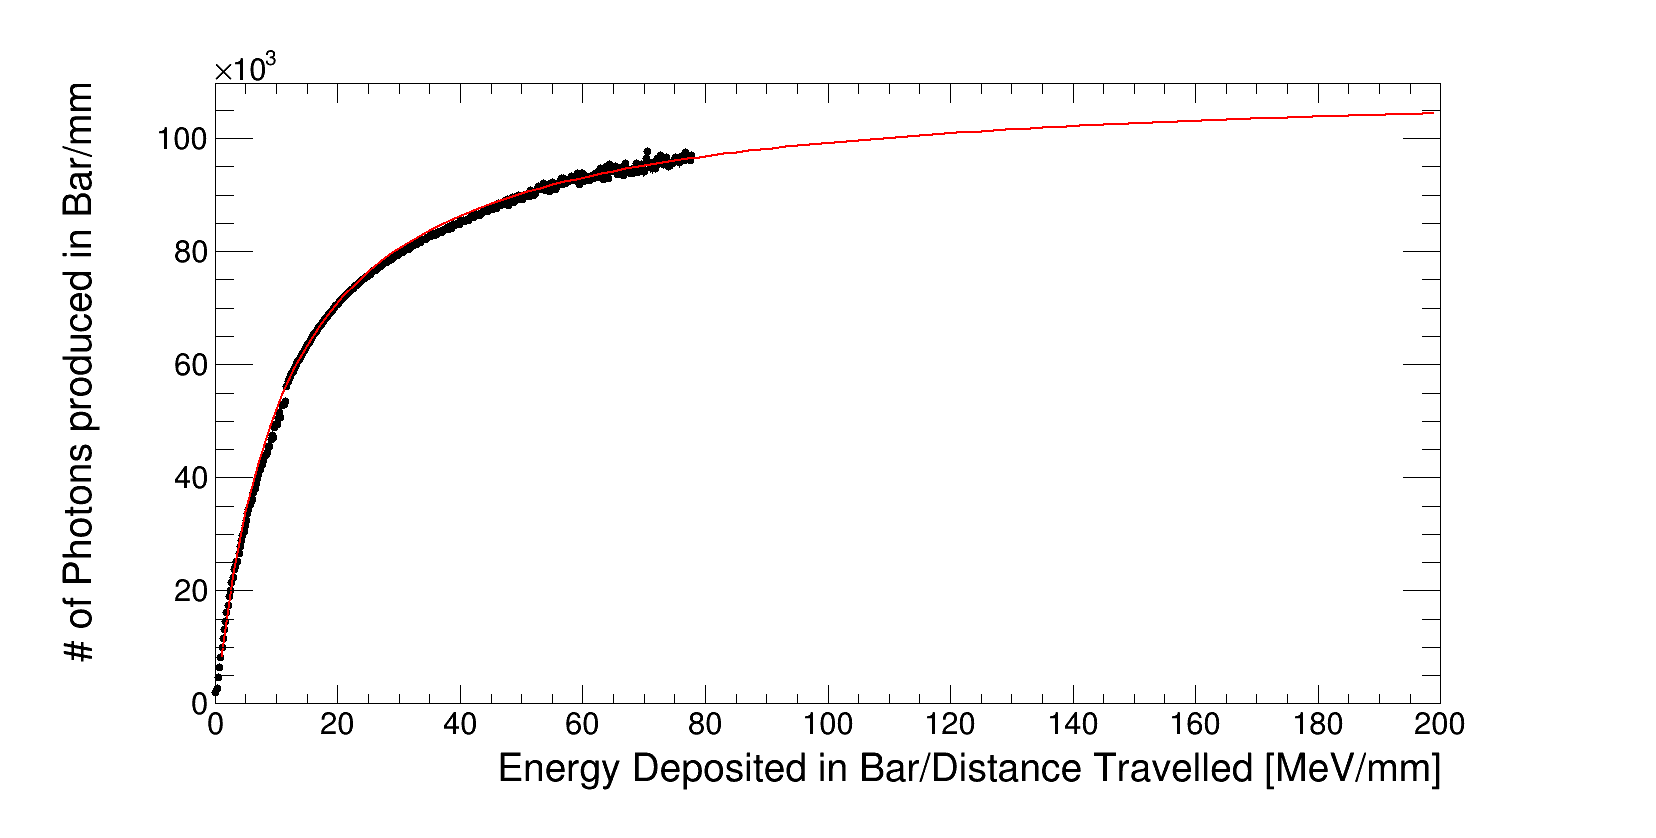 ×10³
# of Photons produced in Bar/mm
100
80
60
40
20
0
0 20 40 60 80 100 120 140 160 180 200
Energy Deposited in Bar/Distance Travelled [MeV/mm]